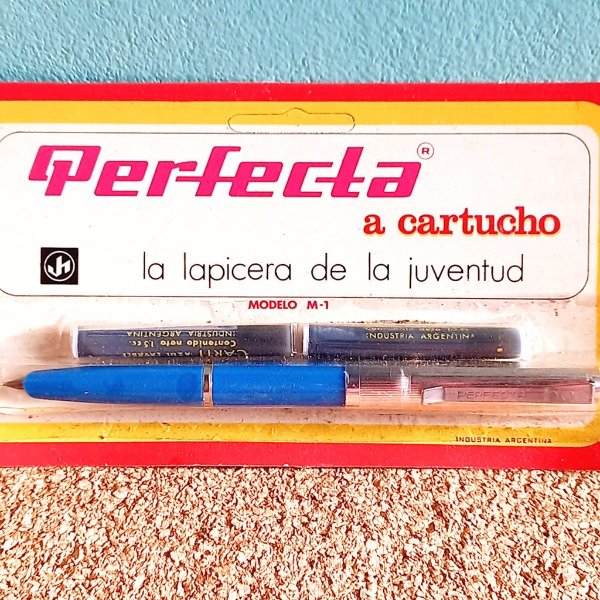 Perfecta ®
a cartucho
la lapicera de la juventud
MODELO M-1
INDUSTRIA ARGENTINA
Contenido neto 1.5 cc.
INDUSTRIA ARGENTINA
PERFECTA
INDUSTRIA ARGENTINA